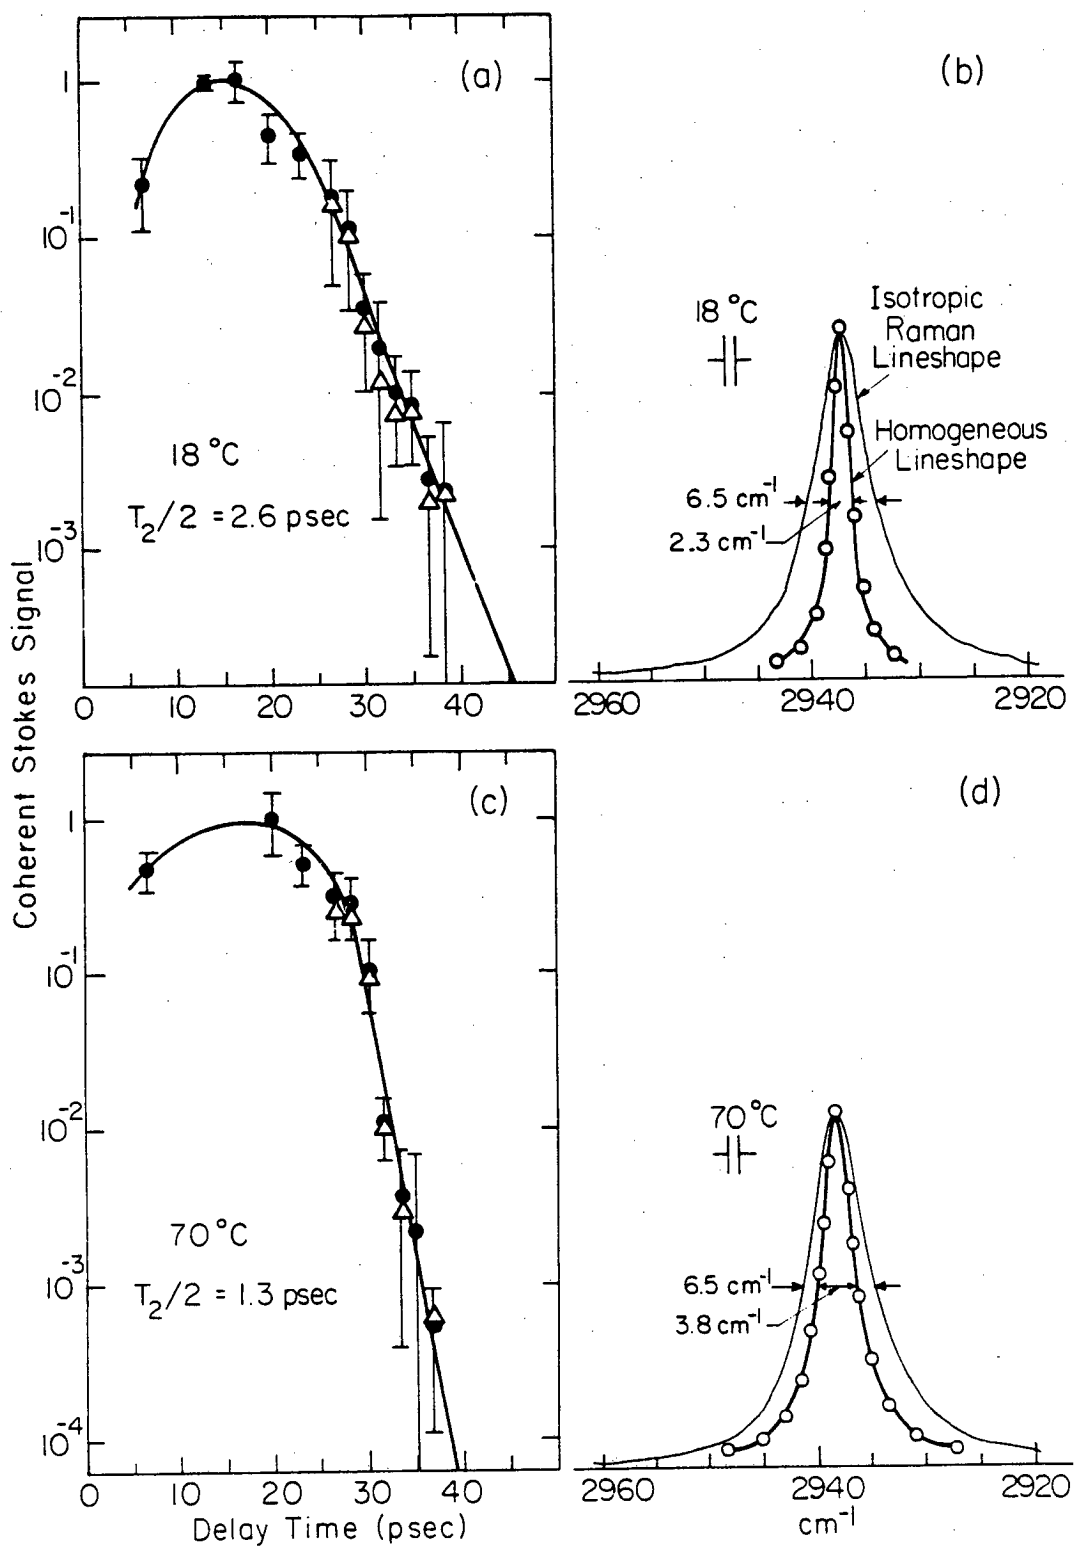 Coherent Stokes Signal
(a)
1
10⁻¹
10⁻²
10⁻³
18 °C
T₂/2 = 2.6 psec
0 10 20 30 40
(b)
18 °C
Isotropic
Raman
Lineshape
Homogeneous
Lineshape
6.5 cm⁻¹
2.3 cm⁻¹
2960 2940 2920
(c)
1
10⁻¹
10⁻²
10⁻³
10⁻⁴
70 °C
T₂/2 = 1.3 psec
0 10 20 30 40
Delay Time (psec)
(d)
70 °C
6.5 cm⁻¹
3.8 cm⁻¹
2960 2940 2920
cm⁻¹